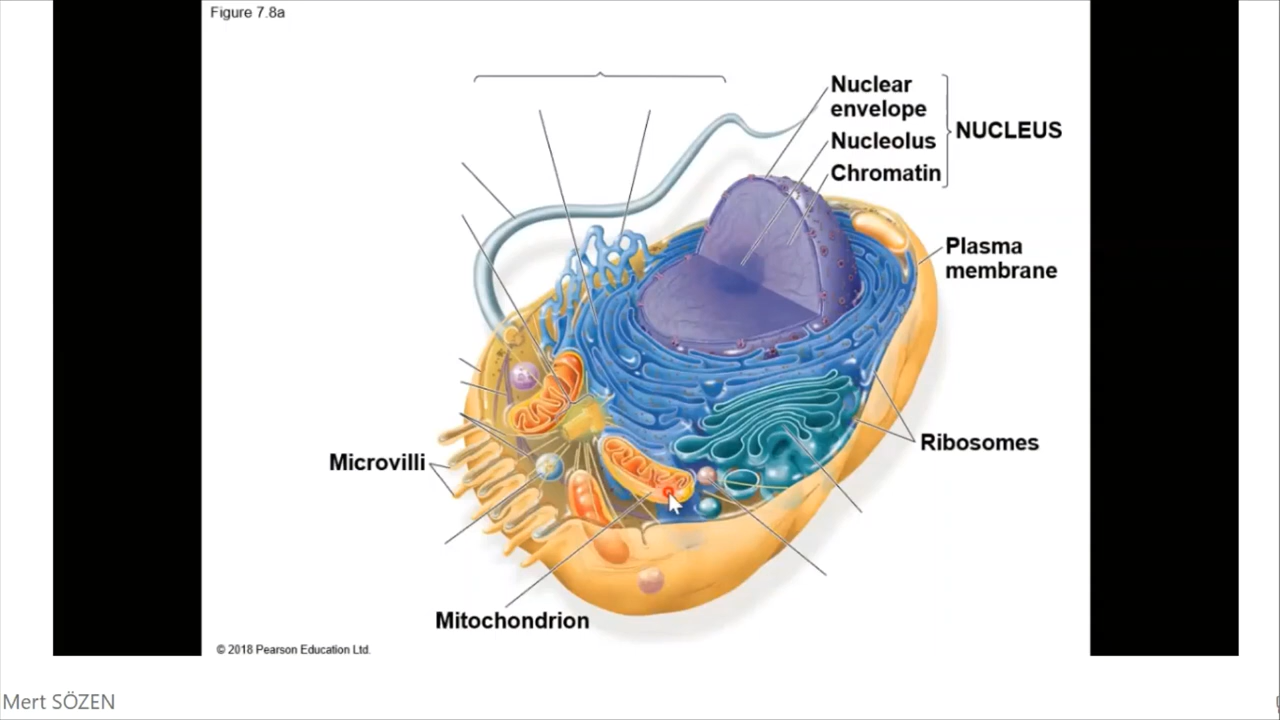 Figure 7.8a
Nuclear
envelope
Nucleolus
Chromatin
NUCLEUS
Plasma
membrane
Ribosomes
Microvilli
Mitochondrion
© 2018 Pearson Education Ltd.
Mert SÖZEN